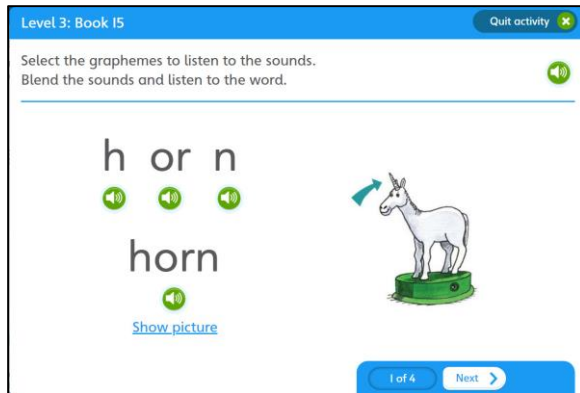 Level 3: Book 15
Quit activity
Select the graphemes to listen to the sounds.
Blend the sounds and listen to the word.
h or n
horn
Show picture
1 of 4
Next